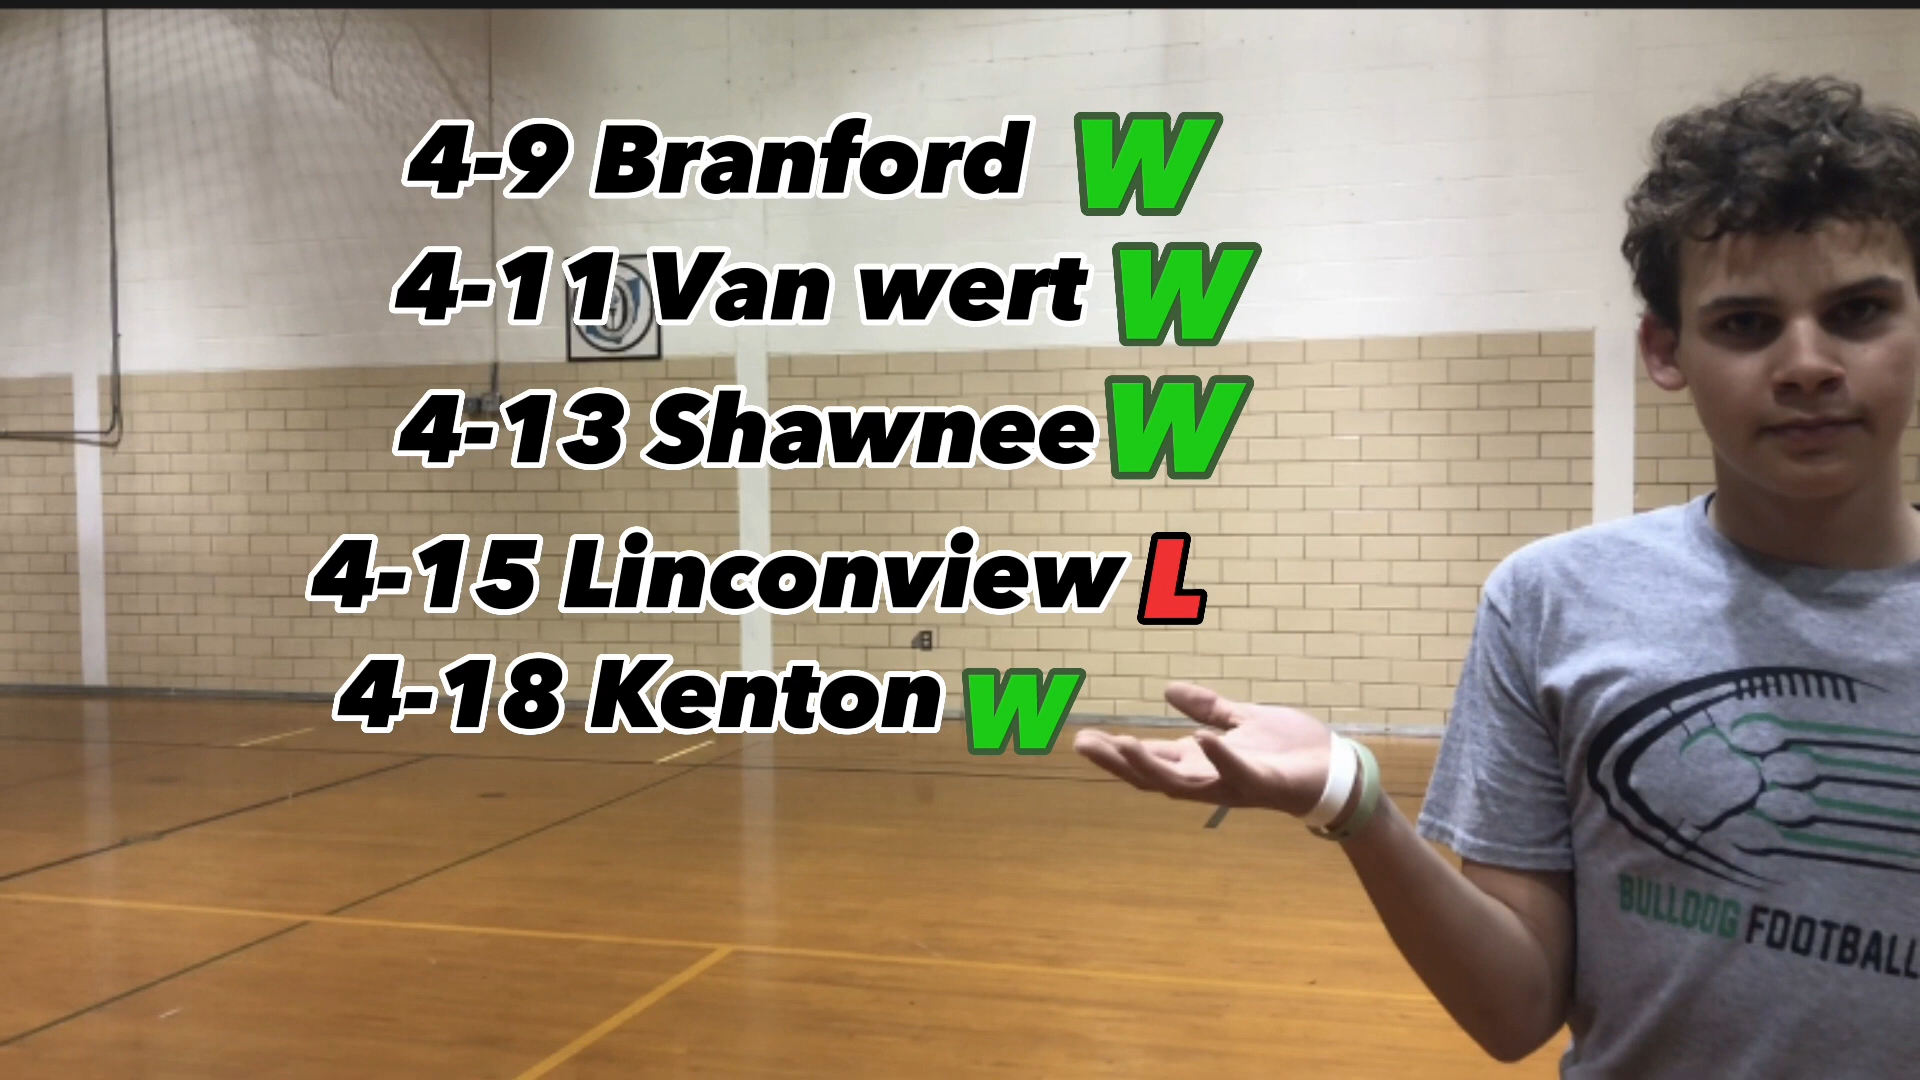 4-9 Branford W
4-11 Van wert W
4-13 Shawnee W
4-15 Linconview L
4-18 Kenton W
BULLDOG FOOTBALL